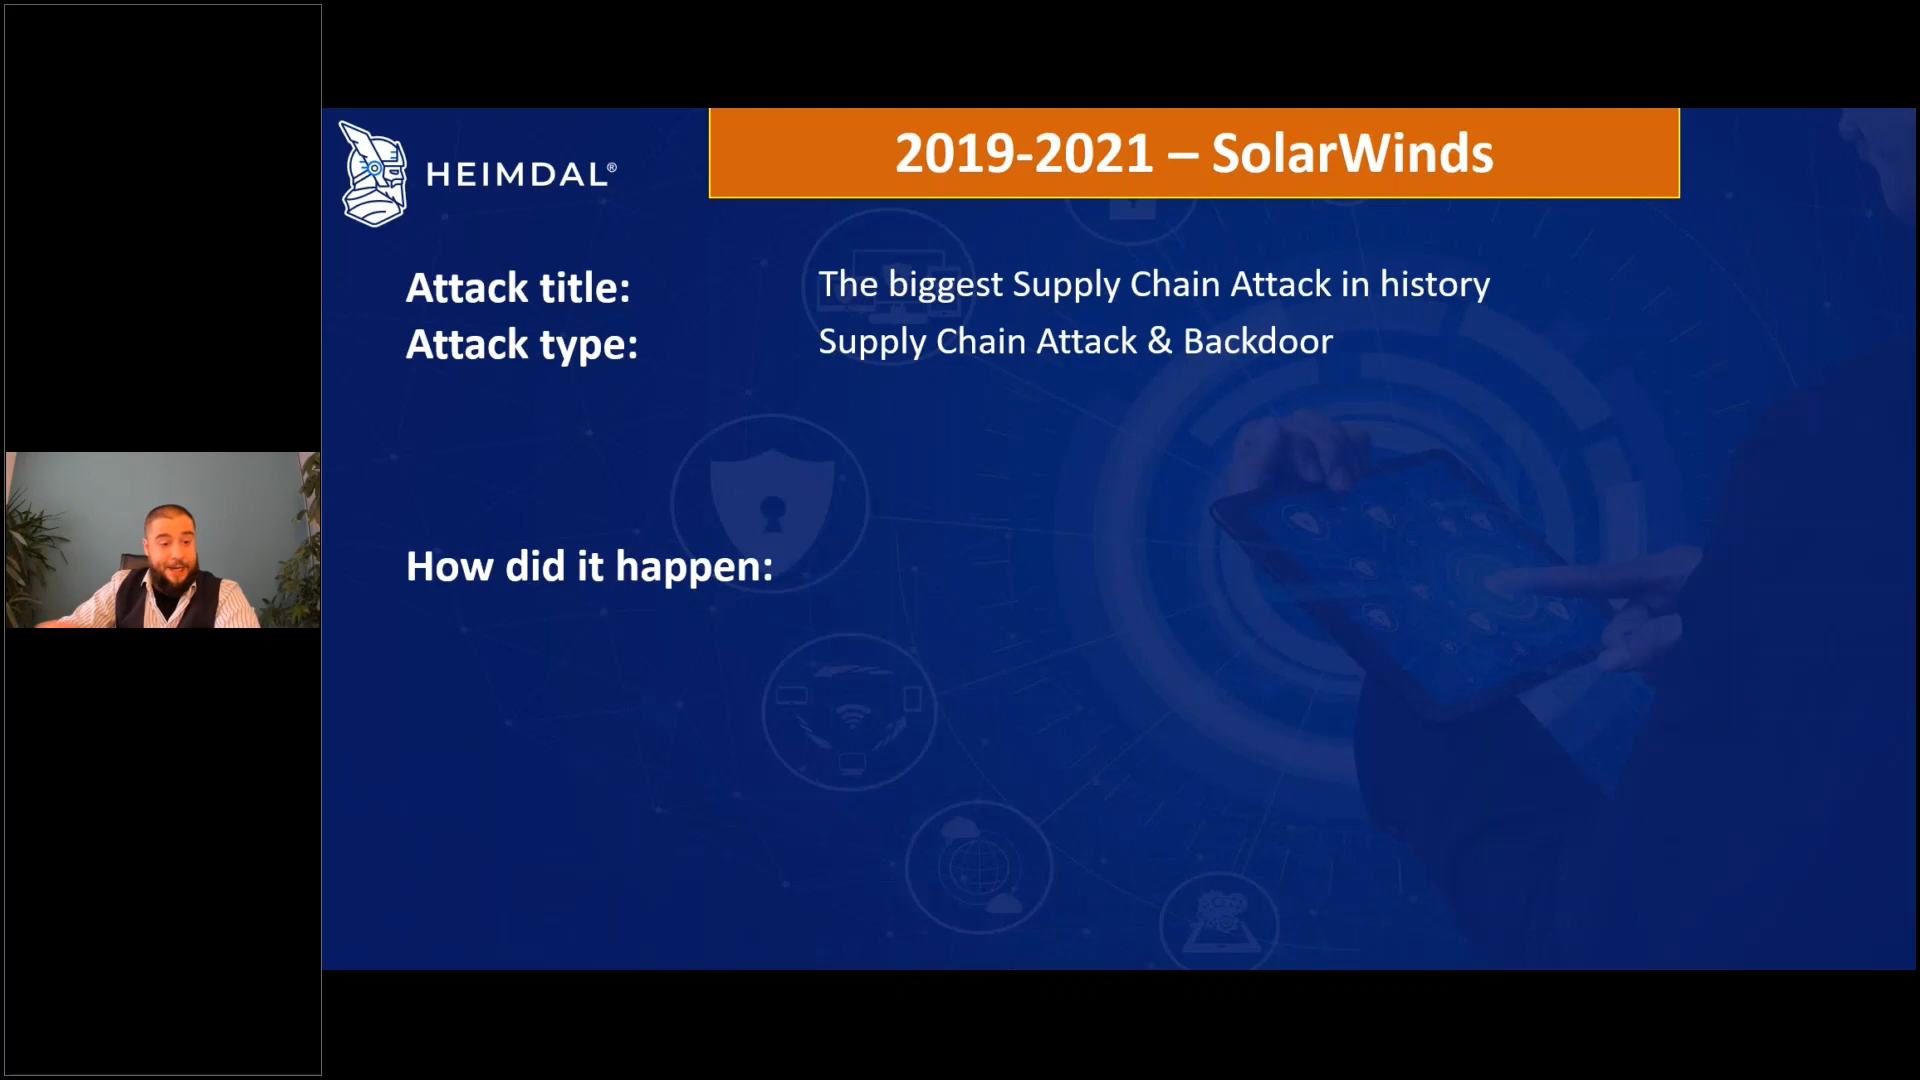 HEIMDAL®
2019-2021 – SolarWinds
Attack title:
The biggest Supply Chain Attack in history
Attack type:
Supply Chain Attack & Backdoor
How did it happen: